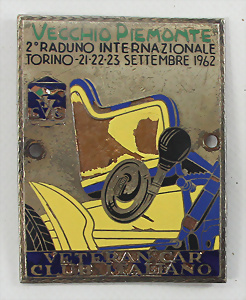 VECCHIO PIEMONTE
2° RADUNO INTERNAZIONALE
TORINO-21-22-23 SETTEMBRE 1962
VETERAN CAR
CLUB ITALIANO